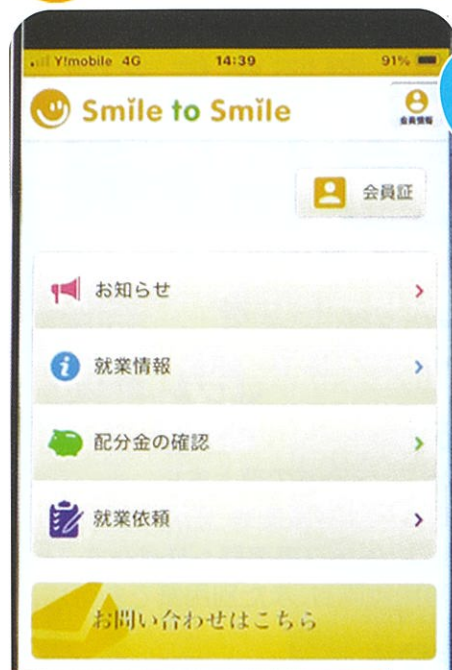 Y!mobile 4G 14:39 91%
Smile to Smile
会員情報
会員証
お知らせ
就業情報
配分金の確認
就業依頼
お問い合わせはこちら